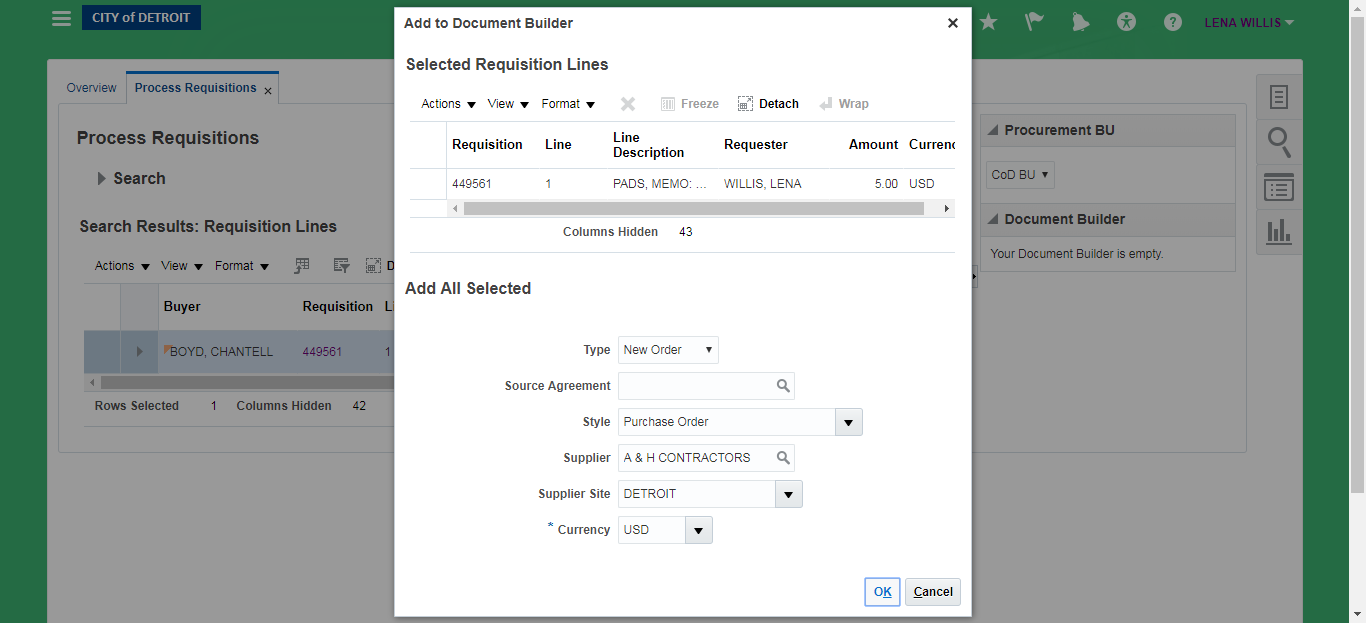 CITY of DETROIT
LENA WILLIS
Overview
Process Requisitions
Process Requisitions
Search
Search Results: Requisition Lines
Actions View Format
Buyer Requisition
BOYD, CHANTELL 449561 1
Rows Selected 1 Columns Hidden 42
Add to Document Builder
Selected Requisition Lines
Actions View Format Freeze Detach Wrap
Requisition Line Line Description Requester Amount Currenc
449561 1 PADS, MEMO: ... WILLIS, LENA 5.00 USD
Columns Hidden 43
Add All Selected
Type New Order
Source Agreement
Style Purchase Order
Supplier A & H CONTRACTORS
Supplier Site DETROIT
* Currency USD
OK Cancel
Procurement BU
CoD BU
Document Builder
Your Document Builder is empty.